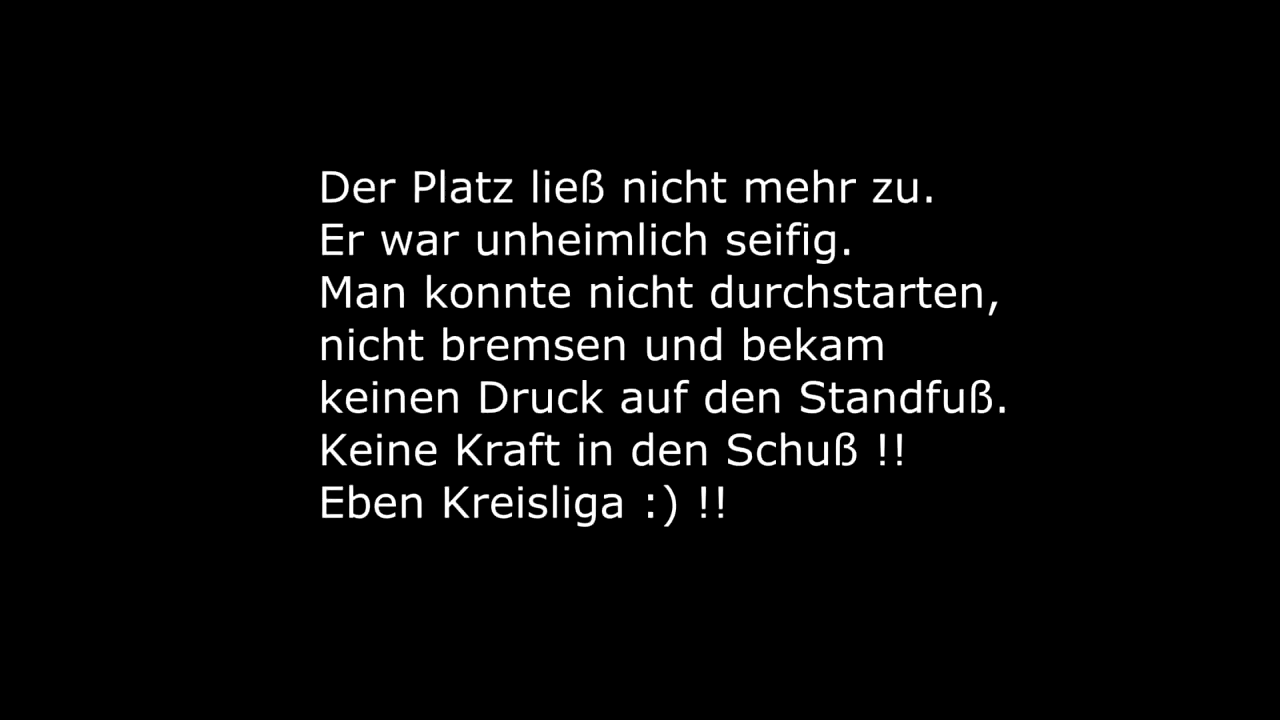 Der Platz ließ nicht mehr zu.
Er war unheimlich seifig.
Man konnte nicht durchstarten,
nicht bremsen und bekam
keinen Druck auf den Standfuß.
Keine Kraft in den Schuß !!
Eben Kreisliga :) !!